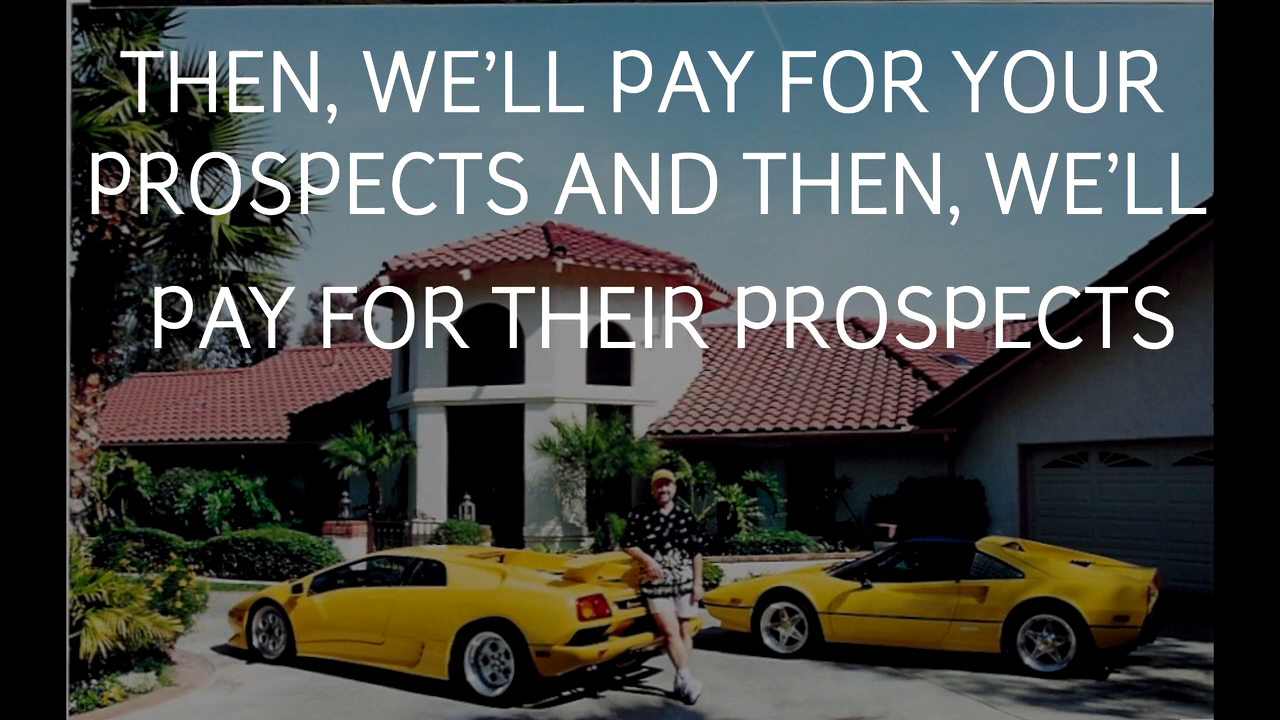 THEN, WE'LL PAY FOR YOUR
PROSPECTS AND THEN, WE'LL
PAY FOR THEIR PROSPECTS